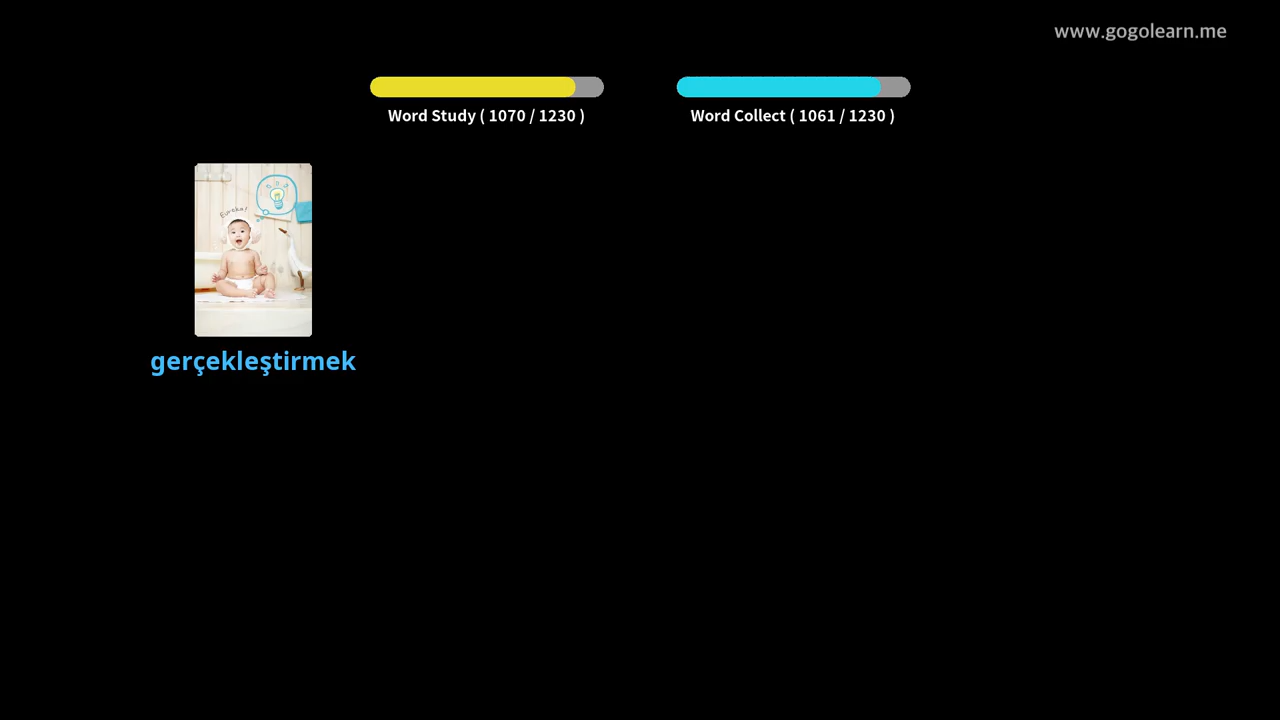 www.gogolearn.me
Word Study ( 1070 / 1230 )
Word Collect ( 1061 / 1230 )
Eureka!
gerçekleştirmek